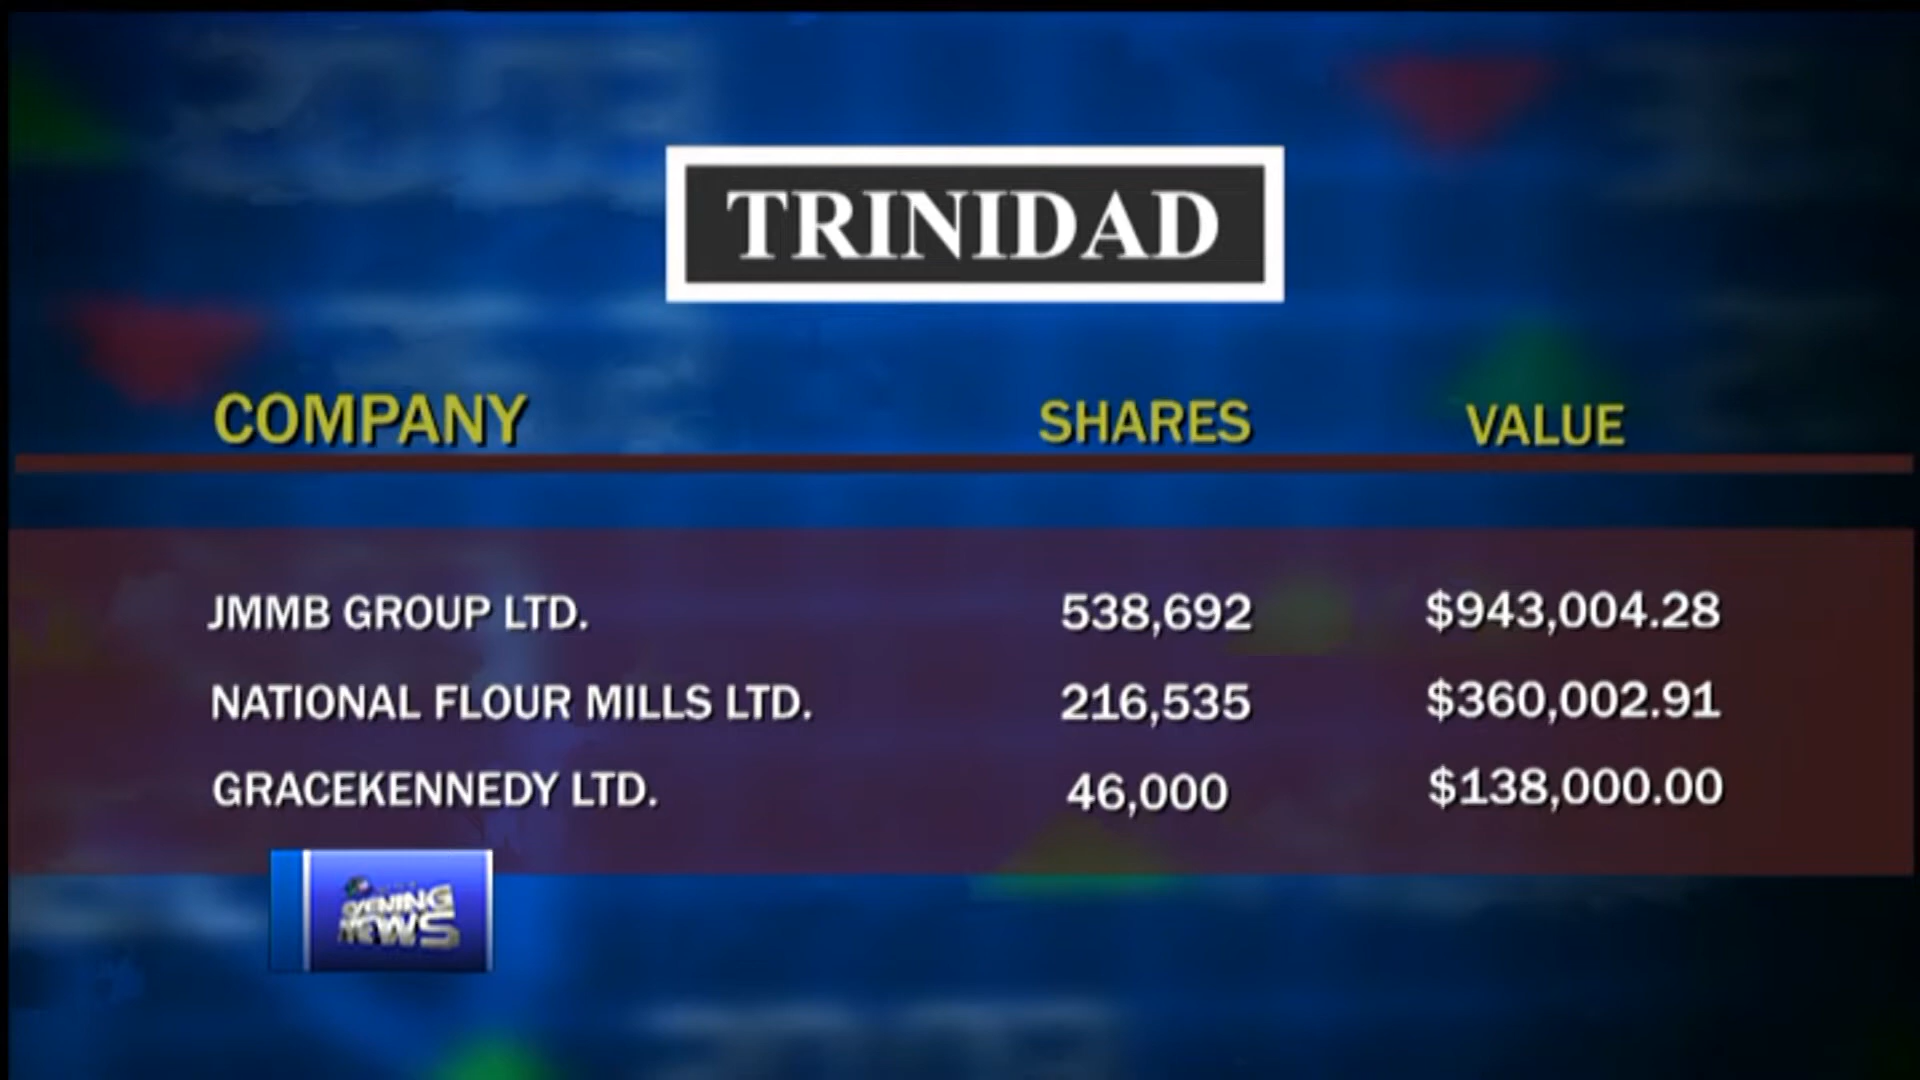 TRINIDAD
COMPANY SHARES VALUE
JMMB GROUP LTD. 538,692 $943,004.28
NATIONAL FLOUR MILLS LTD. 216,535 $360,002.91
GRACEKENNEDY LTD. 46,000 $138,000.00
EVENING
NEWS